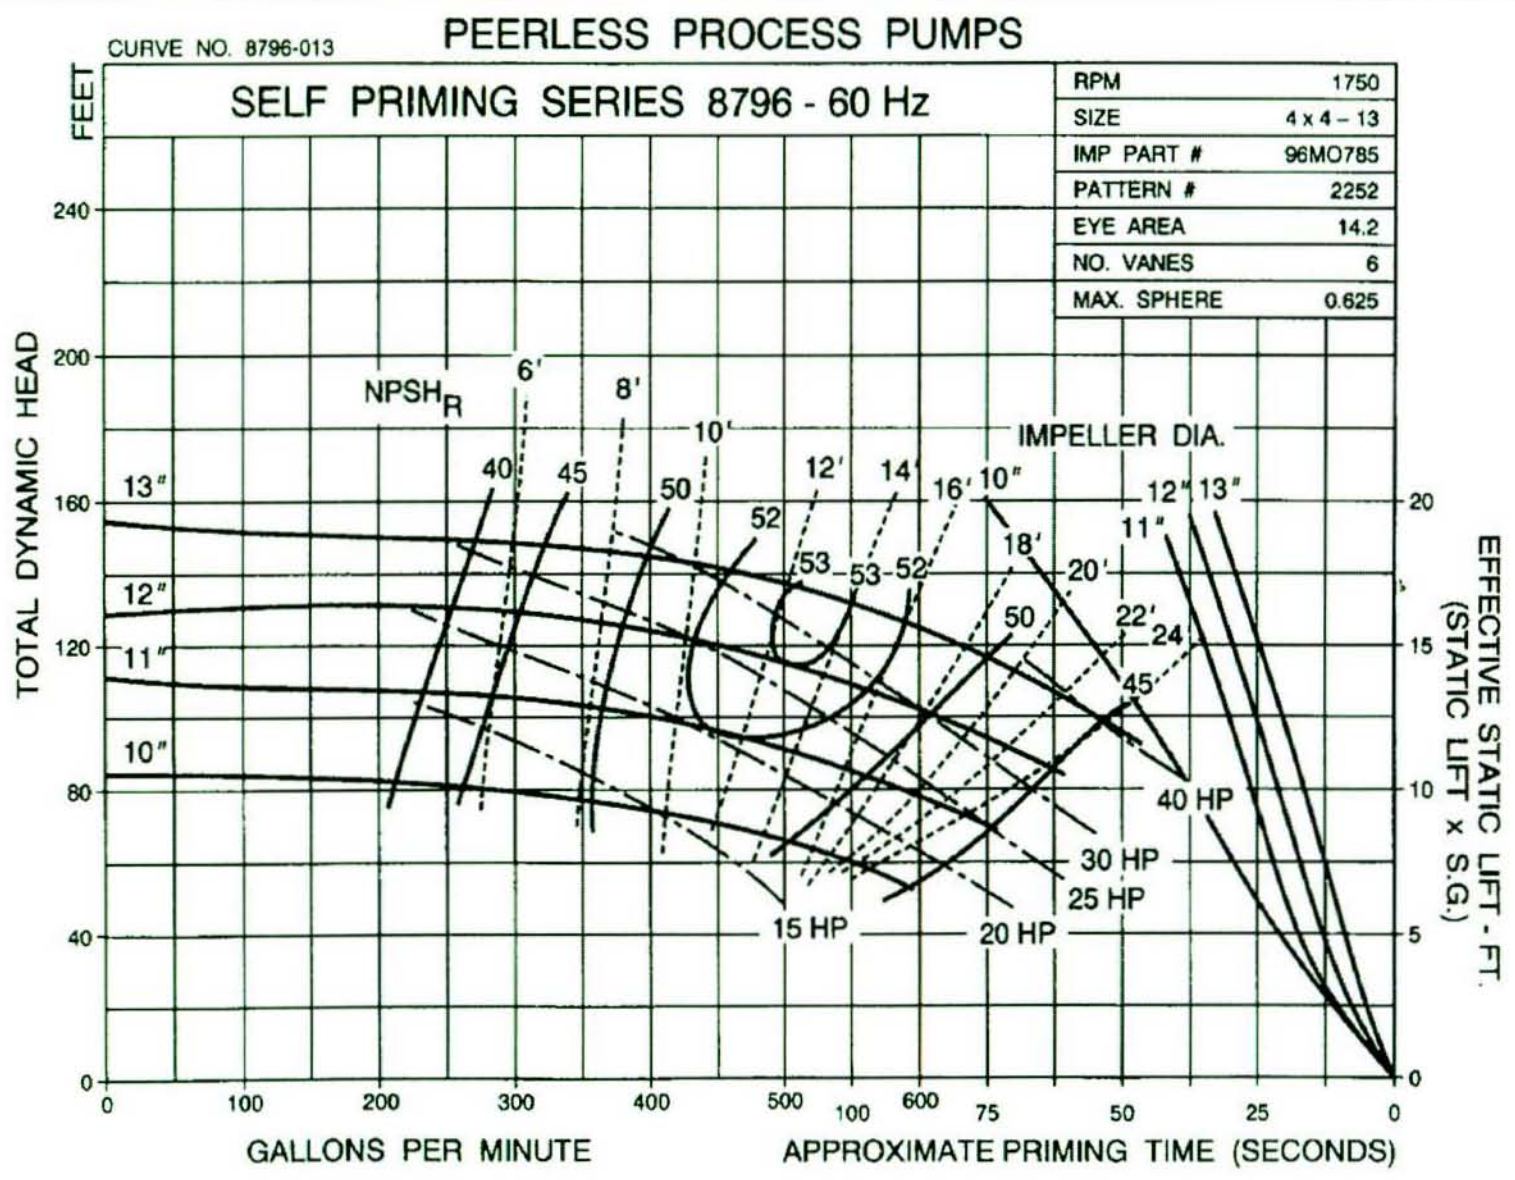 PEERLESS PROCESS PUMPS
CURVE NO. 8796-013
FEET
SELF PRIMING SERIES 8796 - 60 Hz
RPM 1750
SIZE 4 x 4 – 13
IMP PART # 96MO785
PATTERN # 2252
EYE AREA 14.2
NO. VANES 6
MAX. SPHERE 0.625
TOTAL DYNAMIC HEAD
240
200
160
120
80
40
0
NPSHR
6'
8'
10'
12'
14'
16'
18'
20'
22'
24
40
45
50
52
53
53
52
50
45
13"
12"
11"
10"
IMPELLER DIA.
10"
11"
12"
13"
40 HP
30 HP
25 HP
20 HP
15 HP
20
15
10
5
0
EFFECTIVE STATIC LIFT - FT.
(STATIC LIFT x S.G.)
0 100 200 300 400 500 600
100 75 50 25 0
GALLONS PER MINUTE
APPROXIMATE PRIMING TIME (SECONDS)